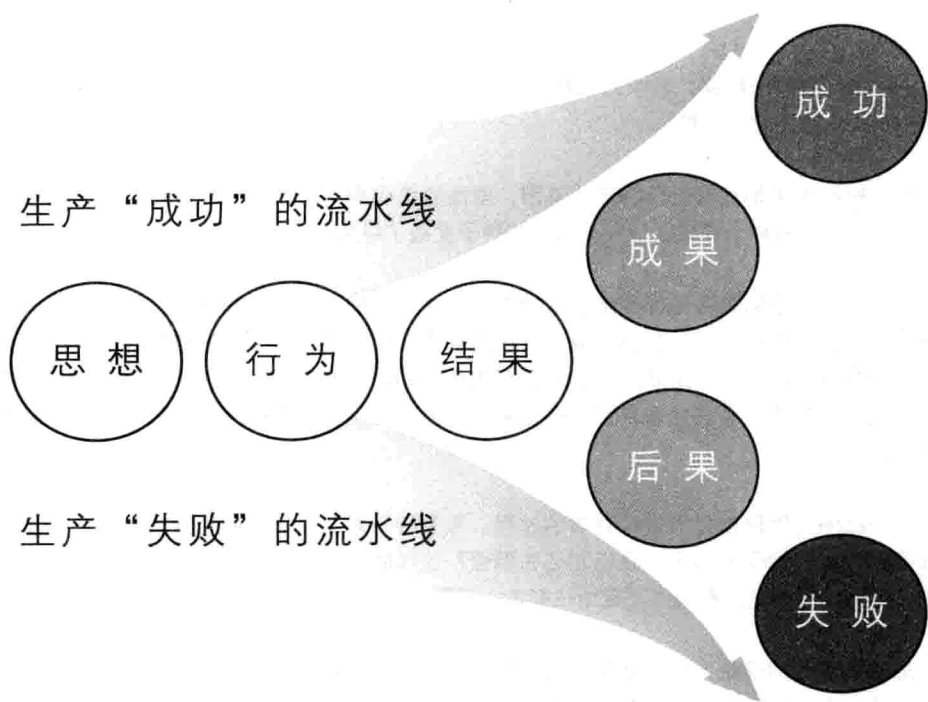 成功
生产“成功”的流水线
成果
思想 行为 结果
后果
生产“失败”的流水线
失败